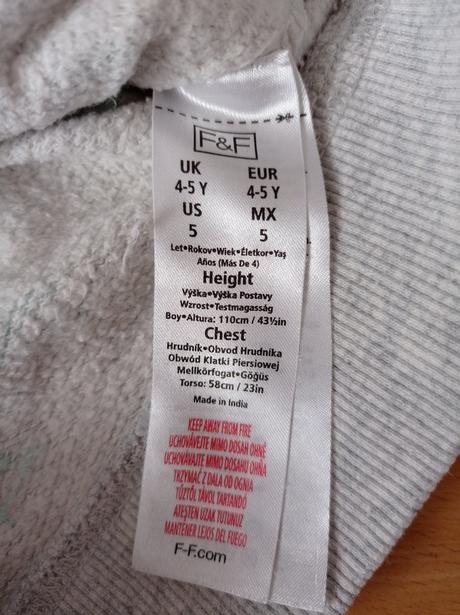 F&F
UK EUR
4-5 Y 4-5 Y
US MX
5 5
Let•Rokov•Wiek•Életkor•Yaş
Años (Más De 4)
Height
Výška•Výška Postavy
Wzrost•Testmagasság
Boy•Altura: 110cm / 43½in
Chest
Hrudník•Obvod Hrudníka
Obwód Klatki Piersiowej
Mellkörfogat•Göğüs
Torso: 58cm / 23in
Made in India
KEEP AWAY FROM FIRE
UCHOVÁVEJTE MIMO DOSAH OHNĚ
UCHOVÁVAJTE MIMO DOSAHU OHŇA
TRZYMAĆ Z DALA OD OGNIA
TŰZTŐL TÁVOL TARTANDÓ
ATEŞTEN UZAK TUTUNUZ
MANTENER LEJOS DEL FUEGO
F-F.com